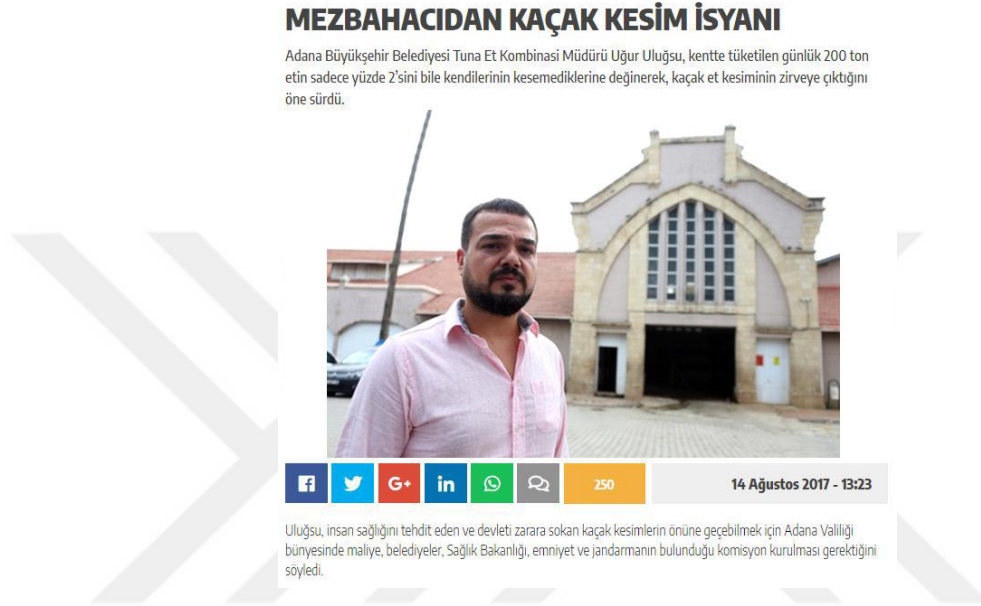 MEZBAHACIDAN KAÇAK KESİM İSYANI
Adana Büyükşehir Belediyesi Tuna Et Kombinasi Müdürü Uğur Uluğsu, kentte tüketilen günlük 200 ton
etin sadece yüzde 2'sini bile kendilerinin kesemediklerine değinerek, kaçak et kesiminin zirveye çıktığını
öne sürdü.
250
14 Ağustos 2017 - 13:23
Uluğsu, insan sağlığını tehdit eden ve devleti zarara sokan kaçak kesimlerin önüne geçebilmek için Adana Valiliği
bünyesinde maliye, belediyeler, Sağlık Bakanlığı, emniyet ve jandarmanın bulunduğu komisyon kurulması gerektiğini
söyledi.